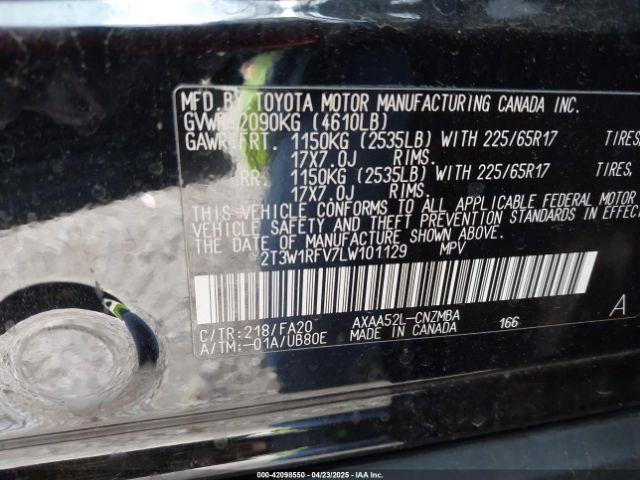 MFD. BY: TOYOTA MOTOR MANUFACTURING CANADA INC.
GVWR: 2090KG (4610LB)
GAWR: FRT. 1150KG (2535LB) WITH 225/65R17 TIRES,
17X7.0J RIMS.
RR. 1150KG (2535LB) WITH 225/65R17 TIRES,
17X7.0J RIMS.
THIS VEHICLE CONFORMS TO ALL APPLICABLE FEDERAL MOTOR
VEHICLE SAFETY AND THEFT PREVENTION STANDARDS IN EFFE
THE DATE OF MANUFACTURE SHOWN ABOVE.
2T3W1RFV7LW101129 MPV
C/TR: 218/FA20 AXAA52L-CNZMBA 166 A
A/TM: -01A/UB80E MADE IN CANADA
000-42098550 - 04/23/2025 - IAA Inc.